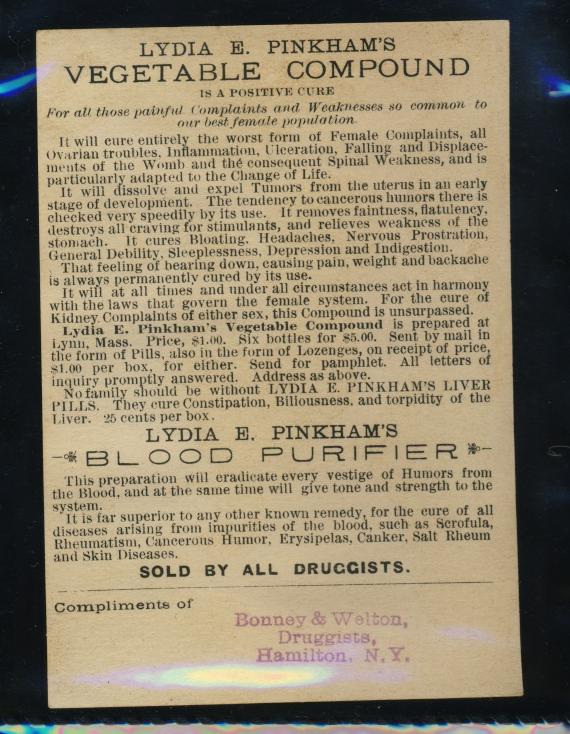 LYDIA E. PINKHAM'S
VEGETABLE COMPOUND
IS A POSITIVE CURE
For all those painful Complaints and Weaknesses so common to
our best female population.
It will cure entirely the worst form of Female Complaints, all
Ovarian troubles, Inflammation, Ulceration, Falling and Displace-
ments of the Womb and the consequent Spinal Weakness, and is
particularly adapted to the Change of Life.
It will dissolve and expel Tumors from the uterus in an early
stage of development. The tendency to cancerous humors there is
checked very speedily by its use. It removes faintness, flatulency,
destroys all craving for stimulants, and relieves weakness of the
stomach. It cures Bloating, Headaches, Nervous Prostration,
General Debility, Sleeplessness, Depression and Indigestion.
That feeling of bearing down, causing pain, weight and backache
is always permanently cured by its use.
It will at all times and under all circumstances act in harmony
with the laws that govern the female system. For the cure of
Kidney Complaints of either sex, this Compound is unsurpassed.
Lydia E. Pinkham's Vegetable Compound is prepared at
Lynn, Mass. Price, $1.00. Six bottles for $5.00. Sent by mail in
the form of Pills, also in the form of Lozenges, on receipt of price,
$1.00 per box, for either. Send for pamphlet. All letters of
inquiry promptly answered. Address as above.
No family should be without LYDIA E. PINKHAM'S LIVER
PILLS. They cure Constipation, Biliousness, and torpidity of the
Liver. 25 cents per box.
LYDIA E. PINKHAM'S
BLOOD PURIFIER
This preparation will eradicate every vestige of Humors from
the Blood, and at the same time will give tone and strength to the
system.
It is far superior to any other known remedy, for the cure of all
diseases arising from impurities of the blood, such as Scrofula,
Rheumatism, Cancerous Humor, Erysipelas, Canker, Salt Rheum
and Skin Diseases.
SOLD BY ALL DRUGGISTS.
Compliments of
Bonney & Welton,
Druggists,
Hamilton, N.Y.